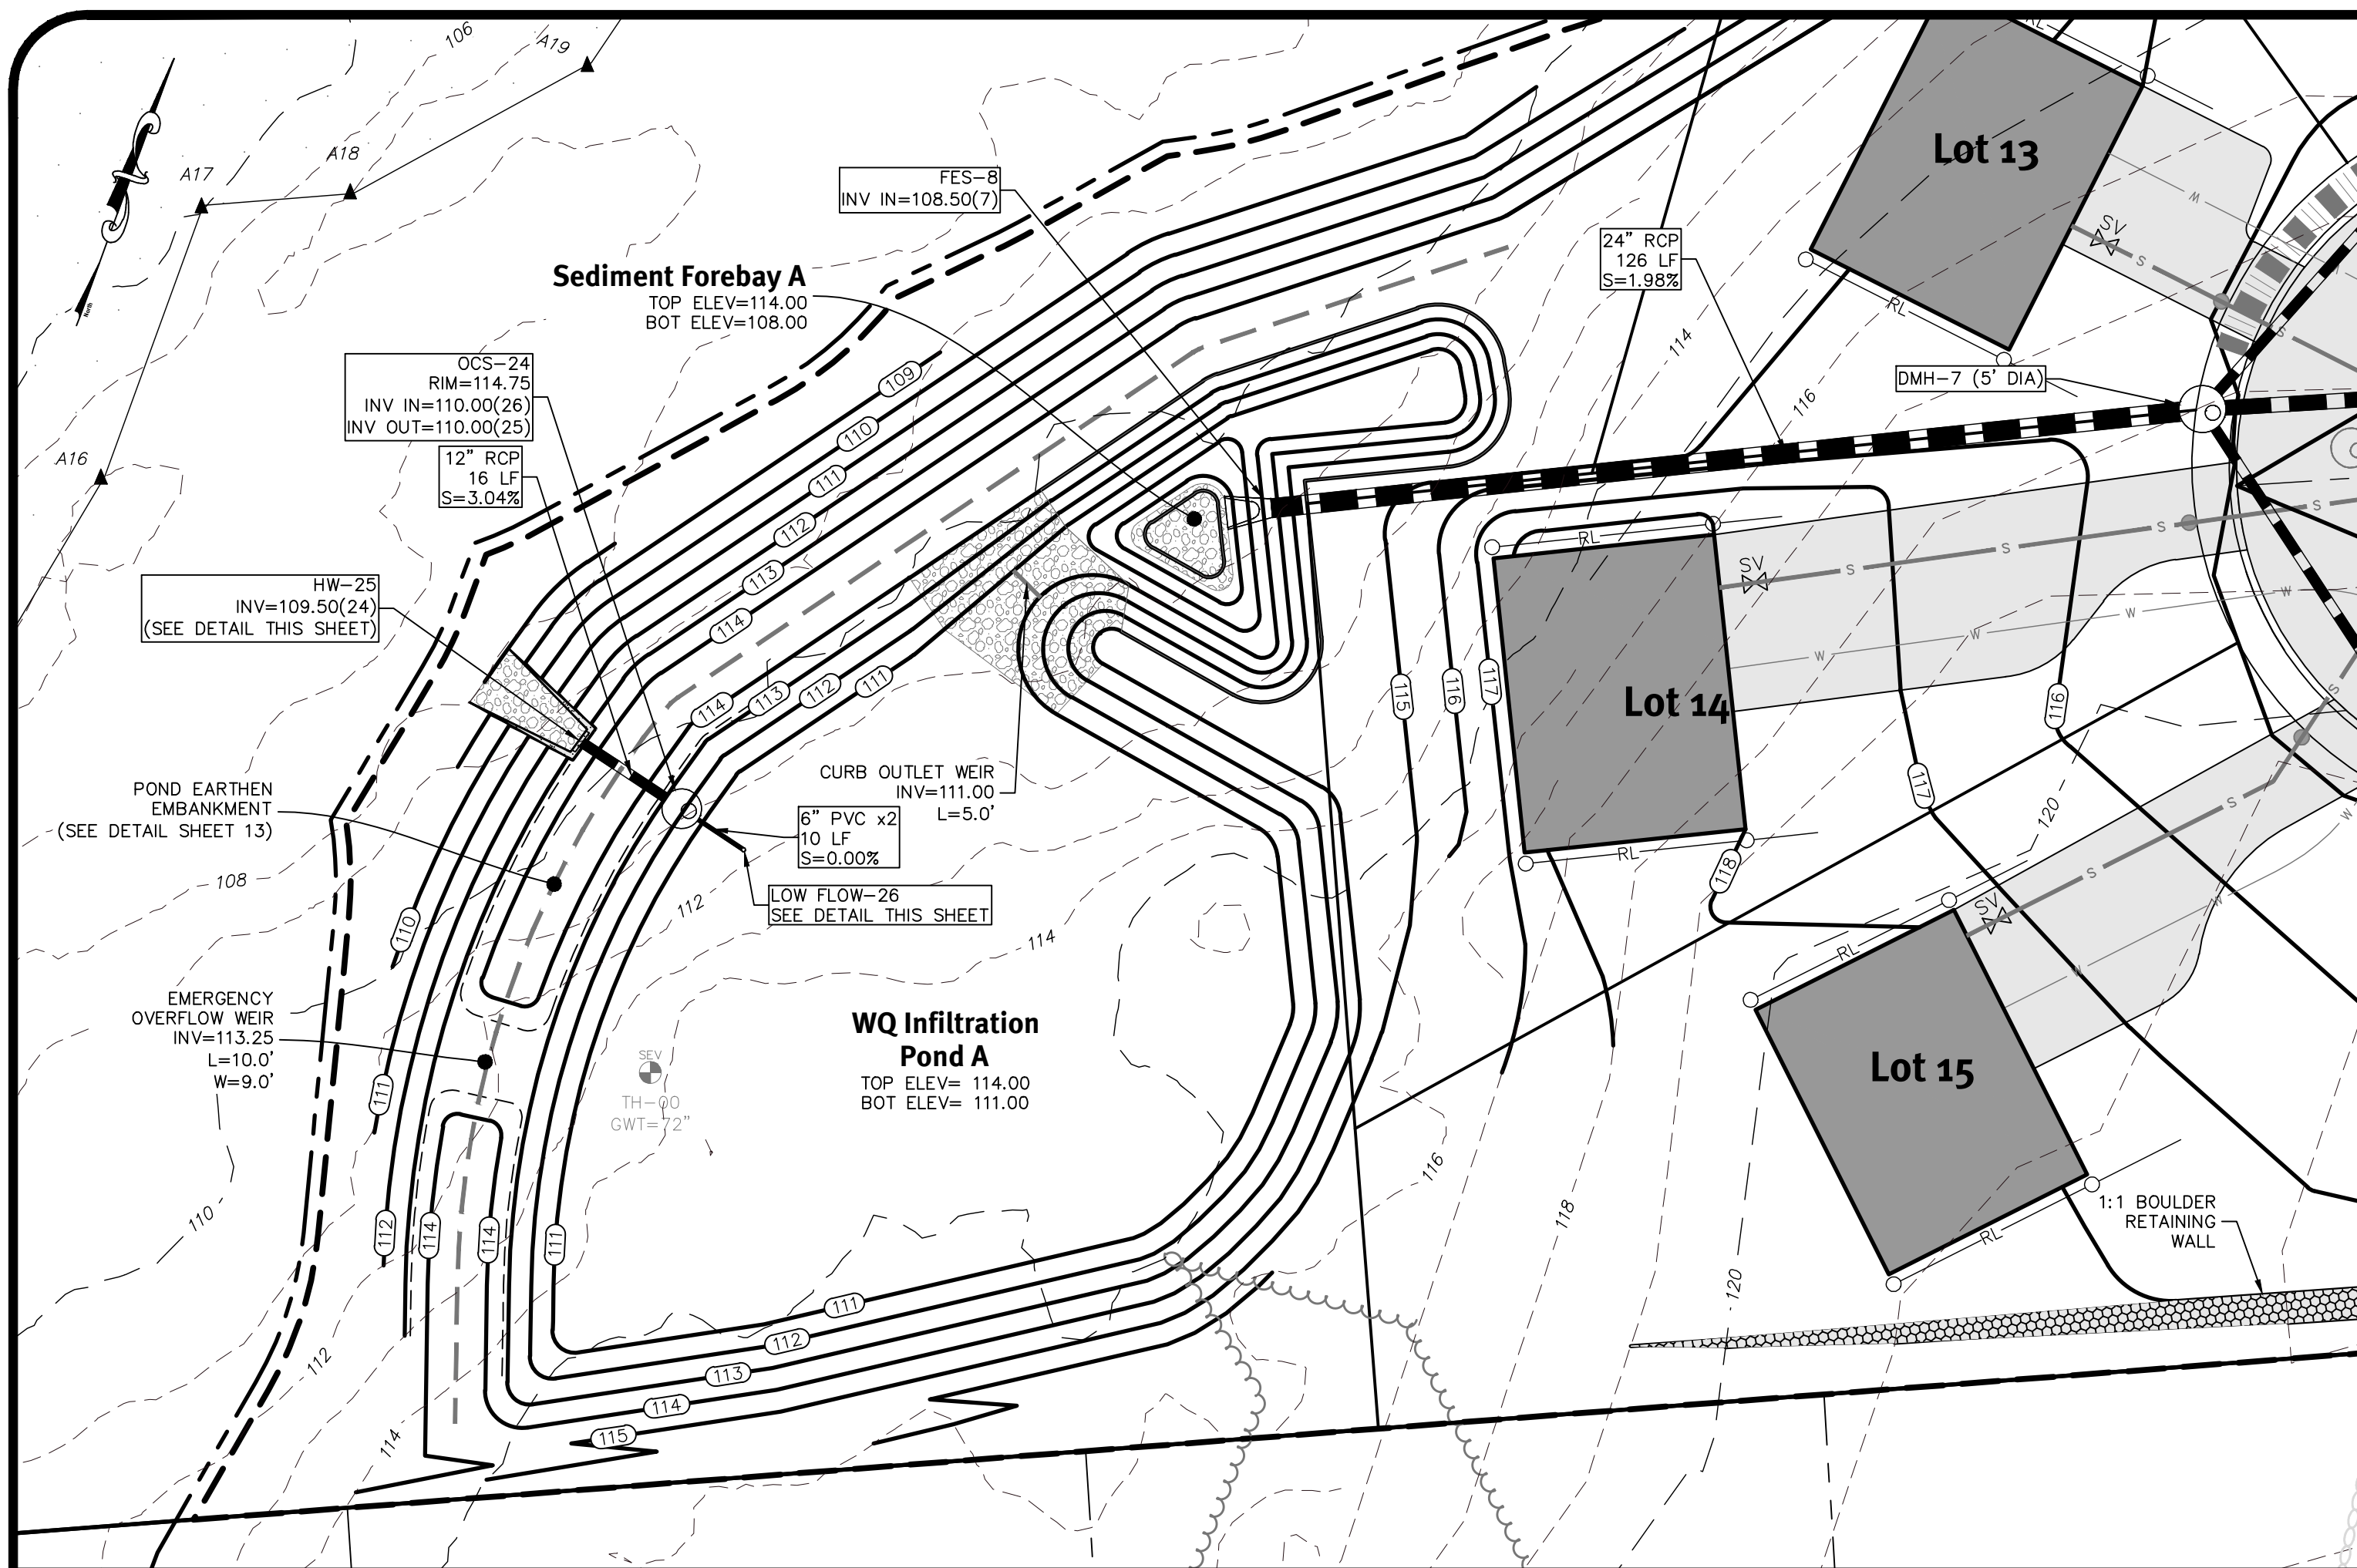 106
A19
A18
A17
A16
North
RL
Lot 13
W
SV
S
S
RL
FES-8
INV IN=108.50(7)
24" RCP
126 LF
S=1.98%
114
116
DMH-7 (5' DIA)
Sediment Forebay A
TOP ELEV=114.00
BOT ELEV=108.00
OCS-24
RIM=114.75
INV IN=110.00(26)
INV OUT=110.00(25)
12" RCP
16 LF
S=3.04%
109
110
111
112
113
114
HW-25
INV=109.50(24)
(SEE DETAIL THIS SHEET)
114
113
112
111
115
116
117
RL
SV
S
S
S
S
W
W
W
W
Lot 14
116
117
118
RL
120
S
S
S
W
W
W
SV
RL
Lot 15
RL
POND EARTHEN
EMBANKMENT
(SEE DETAIL SHEET 13)
CURB OUTLET WEIR
INV=111.00
L=5.0'
6" PVC x2
10 LF
S=0.00%
LOW FLOW-26
SEE DETAIL THIS SHEET
108
112
114
110
111
112
114
114
111
EMERGENCY
OVERFLOW WEIR
INV=113.25
L=10.0'
W=9.0'
WQ Infiltration
Pond A
TOP ELEV= 114.00
BOT ELEV= 111.00
SEV
TH-00
GWT=72"
116
118
120
1:1 BOULDER
RETAINING
WALL
110
112
114
111
112
113
114
115